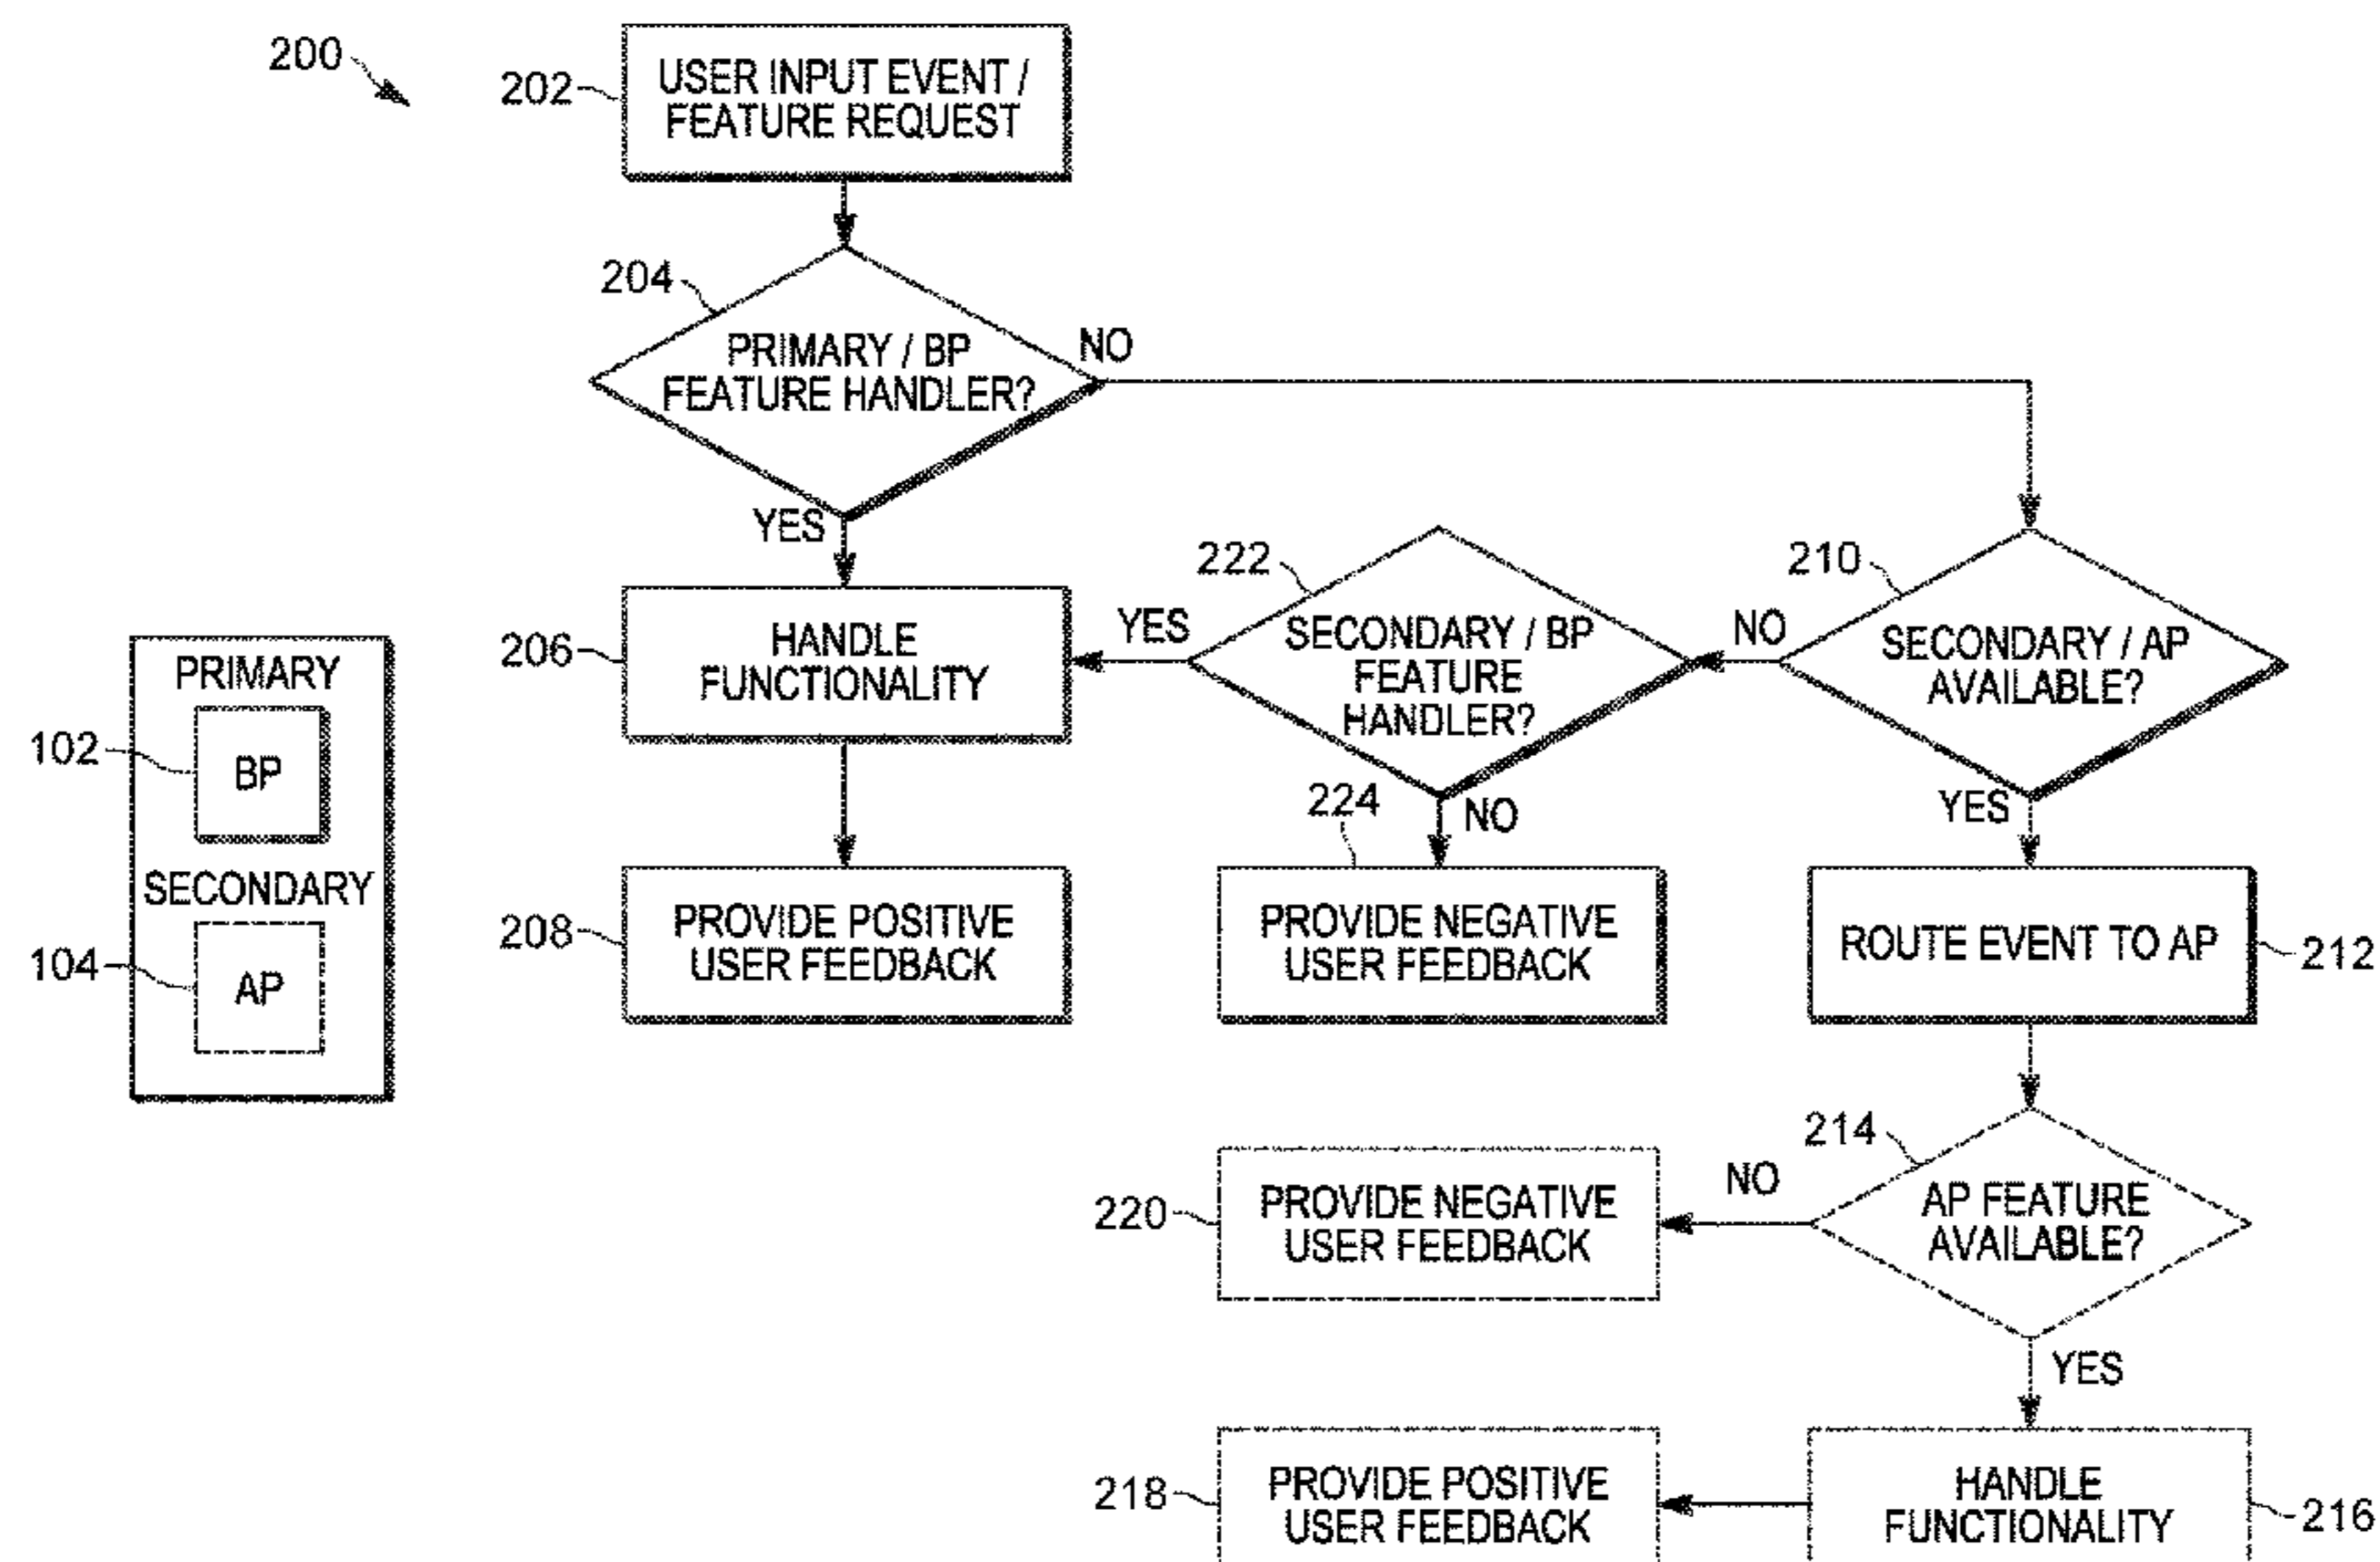 200
202
USER INPUT EVENT /
FEATURE REQUEST
204
PRIMARY / BP
FEATURE HANDLER?
NO
YES
206
HANDLE
FUNCTIONALITY
YES
222
SECONDARY / BP
FEATURE
HANDLER?
NO
210
SECONDARY / AP
AVAILABLE?
PRIMARY
102
BP
SECONDARY
104
AP
208
PROVIDE POSITIVE
USER FEEDBACK
224
NO
PROVIDE NEGATIVE
USER FEEDBACK
YES
ROUTE EVENT TO AP
212
214
AP FEATURE
AVAILABLE?
NO
220
PROVIDE NEGATIVE
USER FEEDBACK
YES
218
PROVIDE POSITIVE
USER FEEDBACK
HANDLE
FUNCTIONALITY
216